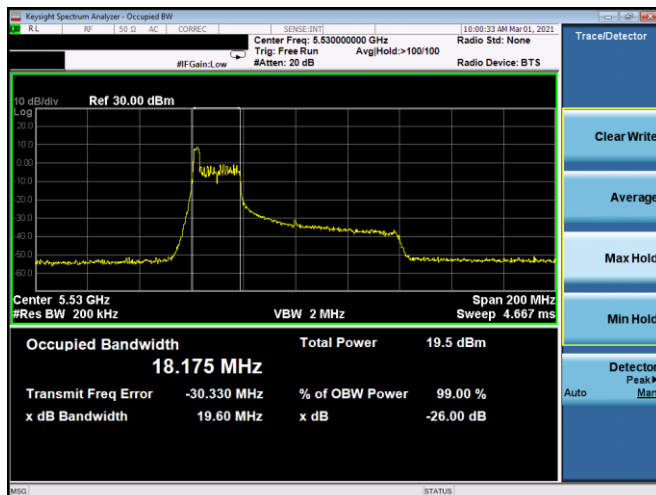 Keysight Spectrum Analyzer - Occupied BW
RL RF 50 Ω AC CORREC SENSE:INT 10:00:33 AM Mar 01, 2021
Center Freq: 5.530000000 GHz Radio Std: None
Trig: Free Run Avg|Hold:>100/100
#IFGain:Low #Atten: 20 dB Radio Device: BTS
Trace/Detector
10 dB/div Ref 30.00 dBm
Log
20.0
10.0
0.00
-10.0
-20.0
-30.0
-40.0
-50.0
-60.0
Center 5.53 GHz Span 200 MHz
#Res BW 200 kHz VBW 2 MHz Sweep 4.667 ms
Occupied Bandwidth Total Power 19.5 dBm
18.175 MHz
Transmit Freq Error -30.330 MHz % of OBW Power 99.00 %
x dB Bandwidth 19.60 MHz x dB -26.00 dB
Clear Write
Average
Max Hold
Min Hold
Detector
Peak
Auto Man
MSG STATUS